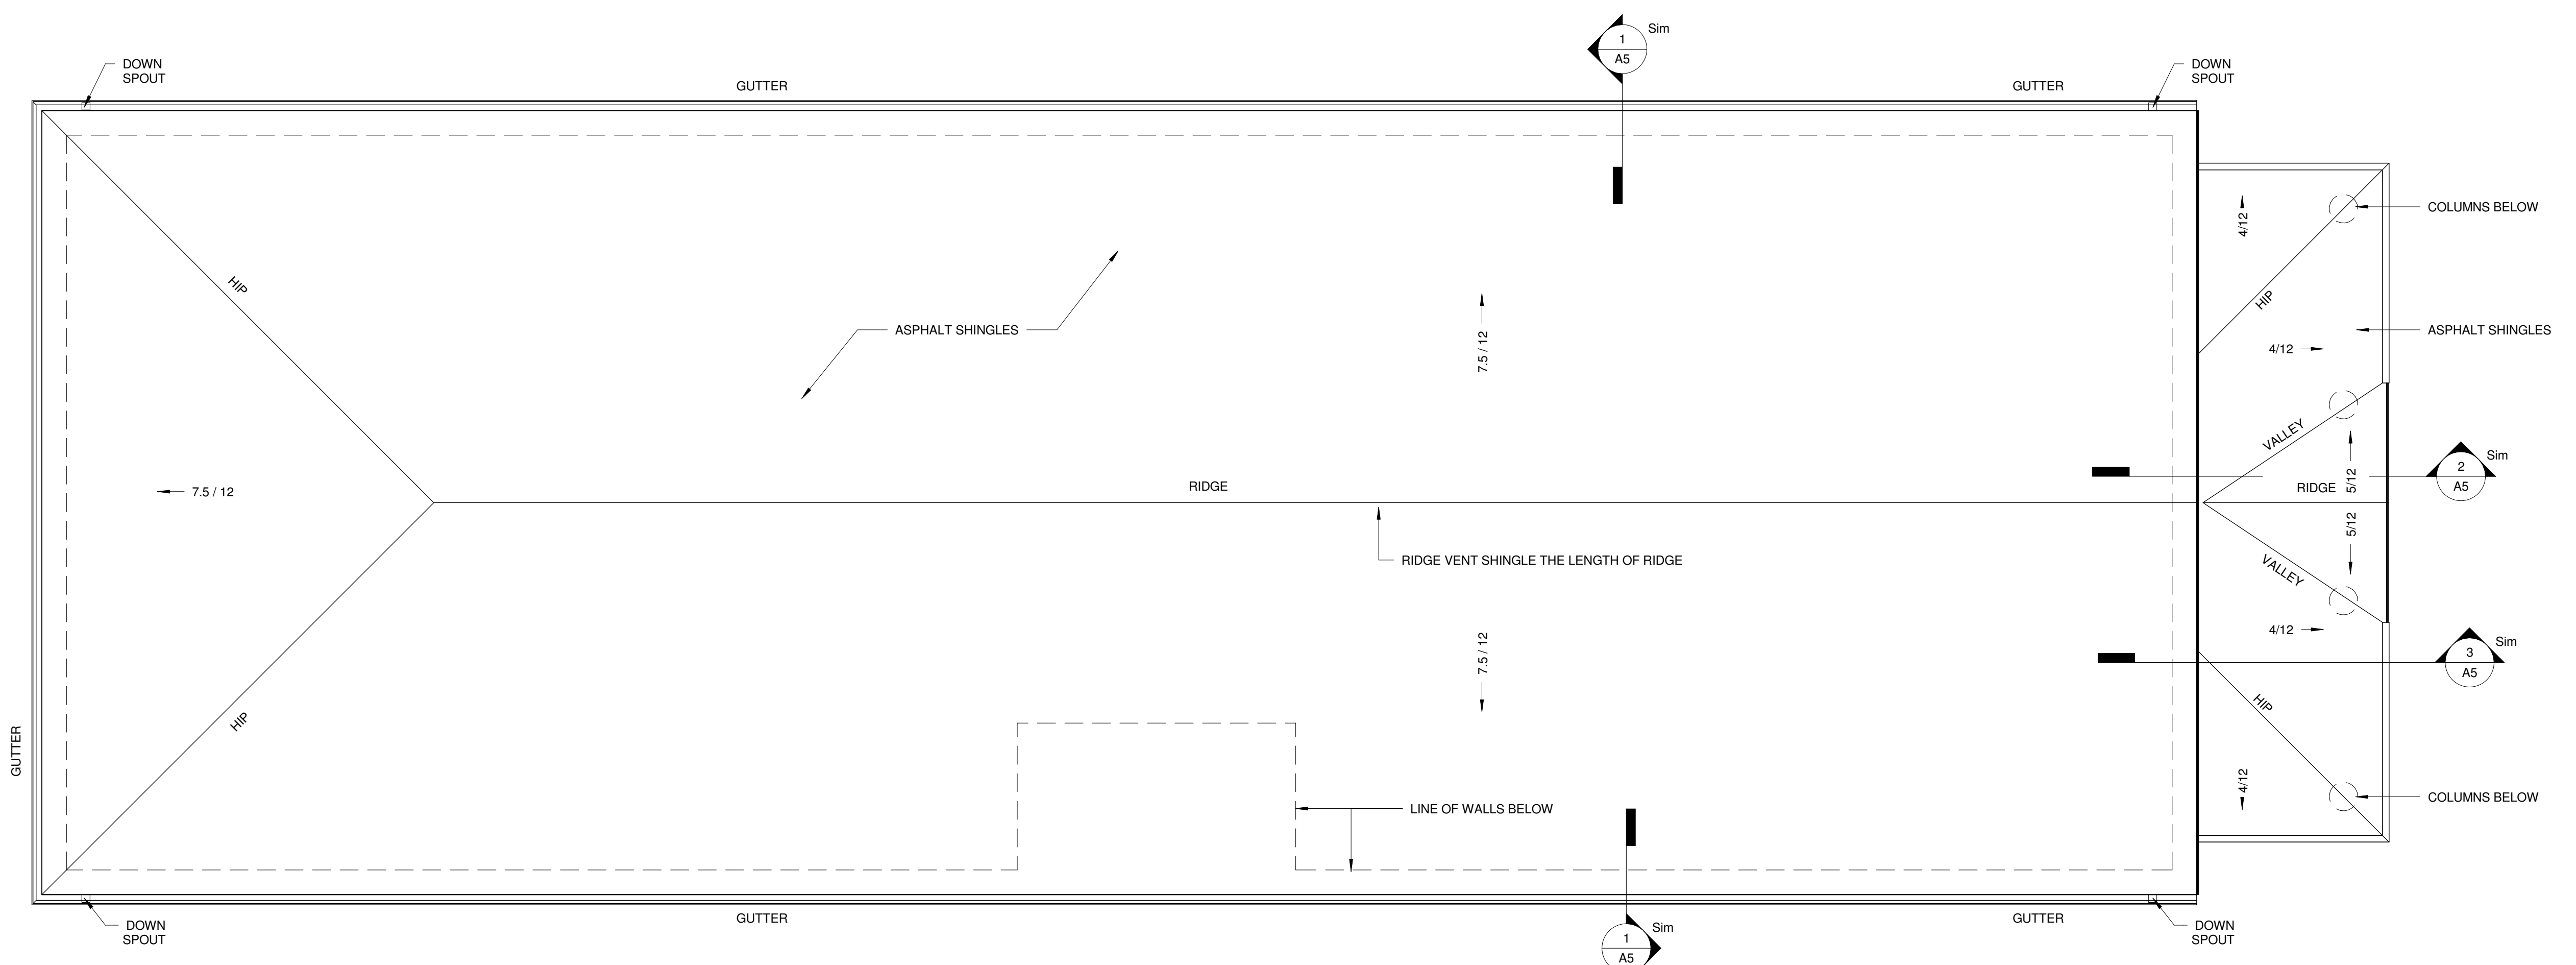 1
A5
Sim
DOWN
SPOUT
GUTTER
GUTTER
DOWN
SPOUT
4/12
COLUMNS BELOW
HIP
HIP
ASPHALT SHINGLES
7.5 / 12
ASPHALT SHINGLES
4/12
VALLEY
2
A5
Sim
7.5 / 12
RIDGE
RIDGE
5/12
5/12
RIDGE VENT SHINGLE THE LENGTH OF RIDGE
VALLEY
4/12
3
A5
Sim
7.5 / 12
HIP
HIP
GUTTER
LINE OF WALLS BELOW
4/12
COLUMNS BELOW
DOWN
SPOUT
GUTTER
GUTTER
DOWN
SPOUT
1
A5
Sim